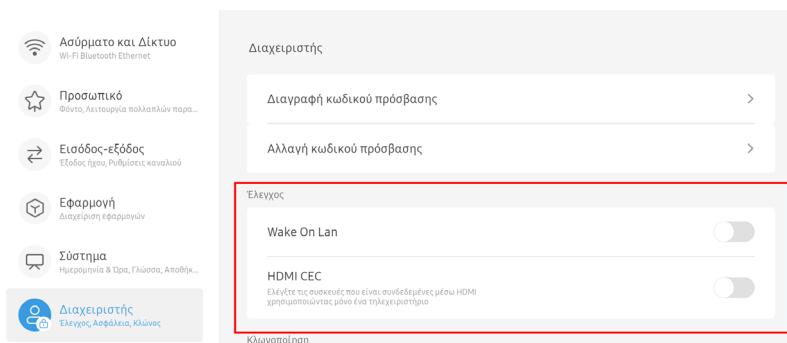 Ασύρματο και Δίκτυο
Wi-Fi Bluetooth Ethernet
Προσωπικό
Φόντο, Λειτουργία πολλαπλών παρα...
Εισόδος-εξόδος
Έξοδος ήχου, Ρυθμίσεις καναλιού
Εφαρμογή
Διαχείριση εφαρμογών
Σύστημα
Ημερομηνία & Ώρα, Γλώσσα, Αποθήκ...
Διαχειριστής
Έλεγχος, Ασφάλεια, Κλώνος
Διαχειριστής
Διαγραφή κωδικού πρόσβασης
Αλλαγή κωδικού πρόσβασης
Έλεγχος
Wake On Lan
HDMI CEC
Ελέγξτε τις συσκευές που είναι συνδεδεμένες μέσω HDMI
χρησιμοποιώντας μόνο ένα τηλεχειριστήριο
Κλωνοποίηση